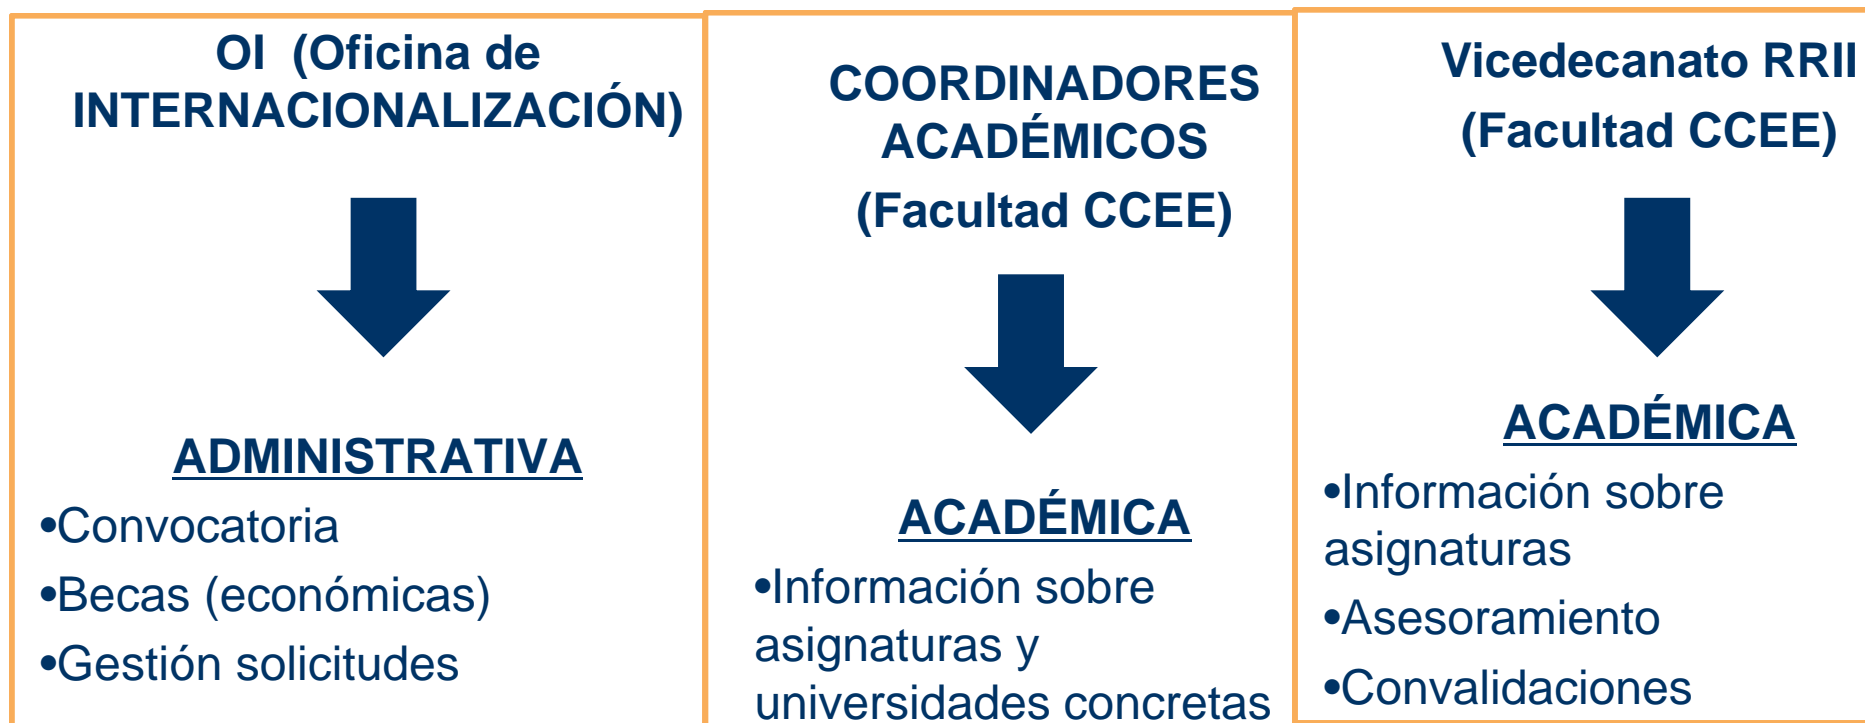 OI (Oficina de
INTERNACIONALIZACIÓN)
ADMINISTRATIVA
•Convocatoria
•Becas (económicas)
•Gestión solicitudes
COORDINADORES
ACADÉMICOS
(Facultad CCEE)
ACADÉMICA
•Información sobre
asignaturas y
universidades concretas
Vicedecanato RRII
(Facultad CCEE)
ACADÉMICA
•Información sobre
asignaturas
•Asesoramiento
•Convalidaciones